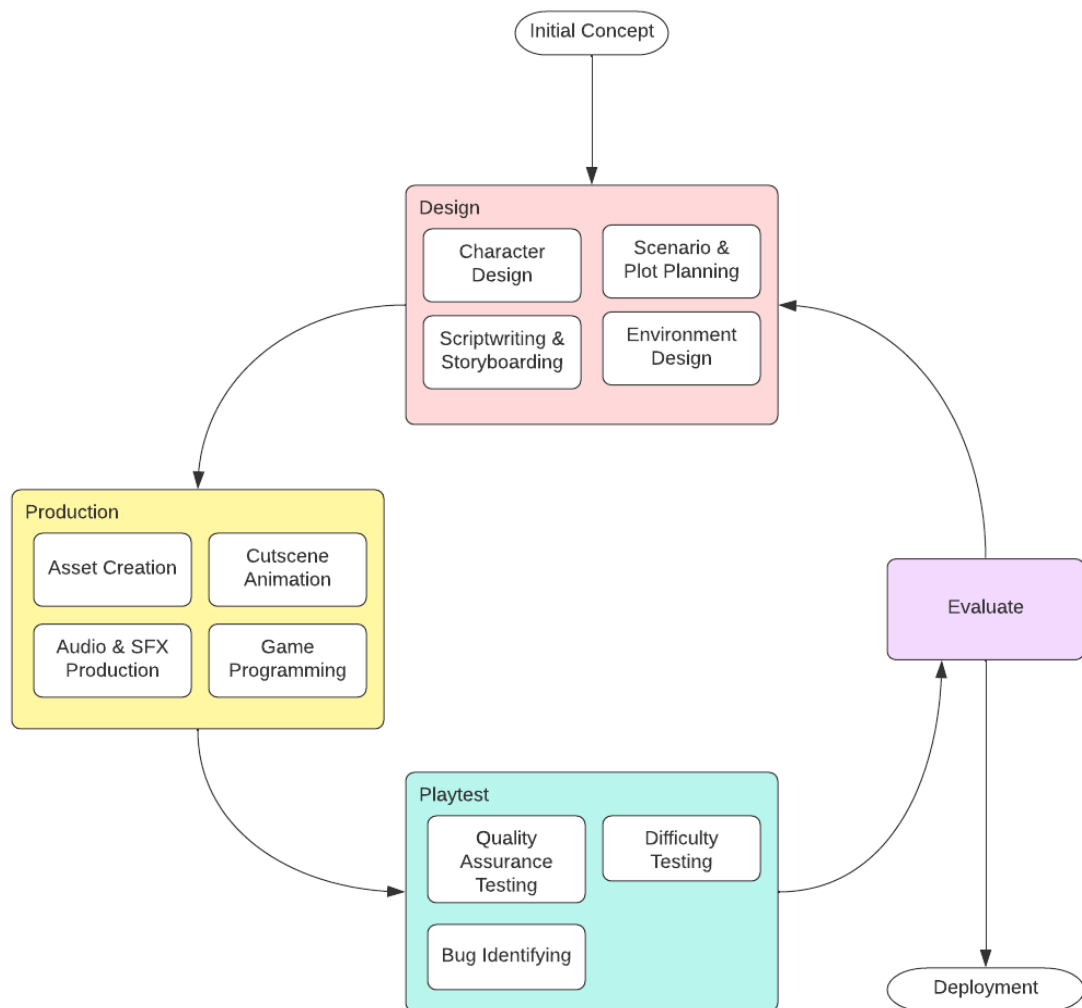 Initial Concept
Design
Character
Design
Scenario &
Plot Planning
Scriptwriting &
Storyboarding
Environment
Design
Production
Asset Creation
Cutscene
Animation
Audio & SFX
Production
Game
Programming
Playtest
Quality
Assurance
Testing
Difficulty
Testing
Bug Identifying
Evaluate
Deployment